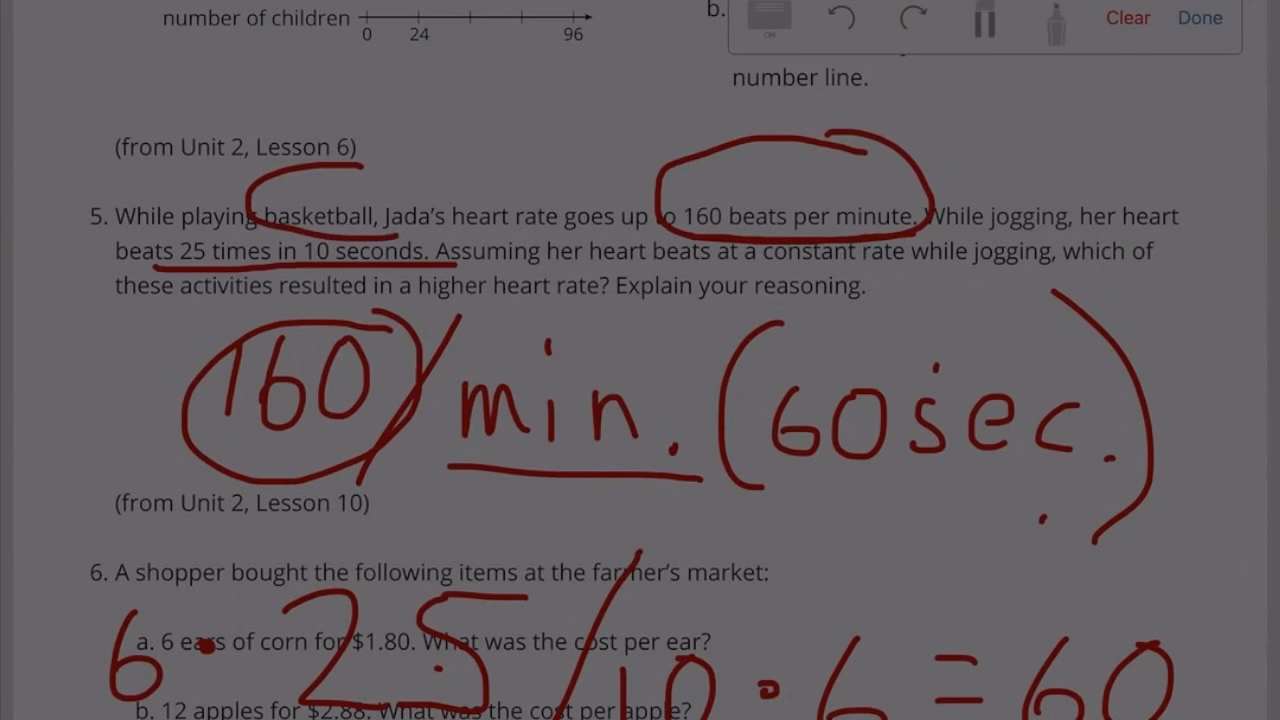 number of children
0 24 96
b.
ON
Clear Done
number line.
(from Unit 2, Lesson 6)
5. While playing basketball, Jada's heart rate goes up to 160 beats per minute. While jogging, her heart
beats 25 times in 10 seconds. Assuming her heart beats at a constant rate while jogging, which of
these activities resulted in a higher heart rate? Explain your reasoning.
160/min. (60sec.)
(from Unit 2, Lesson 10)
6. A shopper bought the following items at the farmer's market:
a. 6 ears of corn for $1.80. What was the cost per ear?
6 · 25/10 · 6 = 60
b. 12 apples for $2.88. What was the cost per apple?